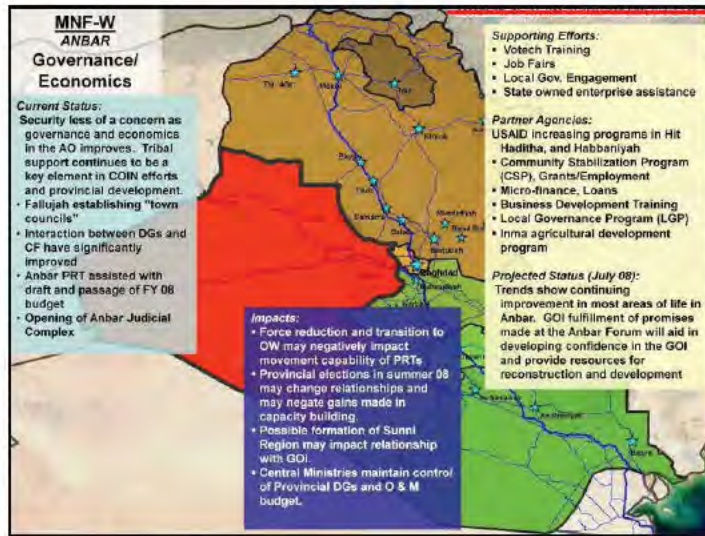 MNF-W
ANBAR
Governance/
Economics
Current Status:
Security less of a concern as
governance and economics
in the AO improves. Tribal
support continues to be a
key element in COIN efforts
and provincial development.
• Fallujah establishing "town
councils"
• Interaction between DGs and
CF have significantly
improved
• Anbar PRT assisted with
draft and passage of FY 08
budget
• Opening of Anbar Judicial
Complex
Impacts:
• Force reduction and transition to
OW may negatively impact
movement capability of PRTs
• Provincial elections in summer 08
may change relationships and
may negate gains made in
capacity building.
• Possible formation of Sunni
Region may impact relationship
with GOI.
• Central Ministries maintain control
of Provincial DGs and O & M
budget.
Supporting Efforts:
• Votech Training
• Job Fairs
• Local Gov. Engagement
• State owned enterprise assistance
Partner Agencies:
USAID increasing programs in Hit
Haditha, and Habbaniyah
• Community Stabilization Program
(CSP), Grants/Employment
• Micro-finance, Loans
• Business Development Training
• Local Governance Program (LGP)
• Inma agricultural development
program
Projected Status (July 08):
Trends show continuing
improvement in most areas of life in
Anbar. GOI fulfillment of promises
made at the Anbar Forum will aid in
developing confidence in the GOI
and provide resources for
reconstruction and development
Kirkuk
Tikrit
Baghdad